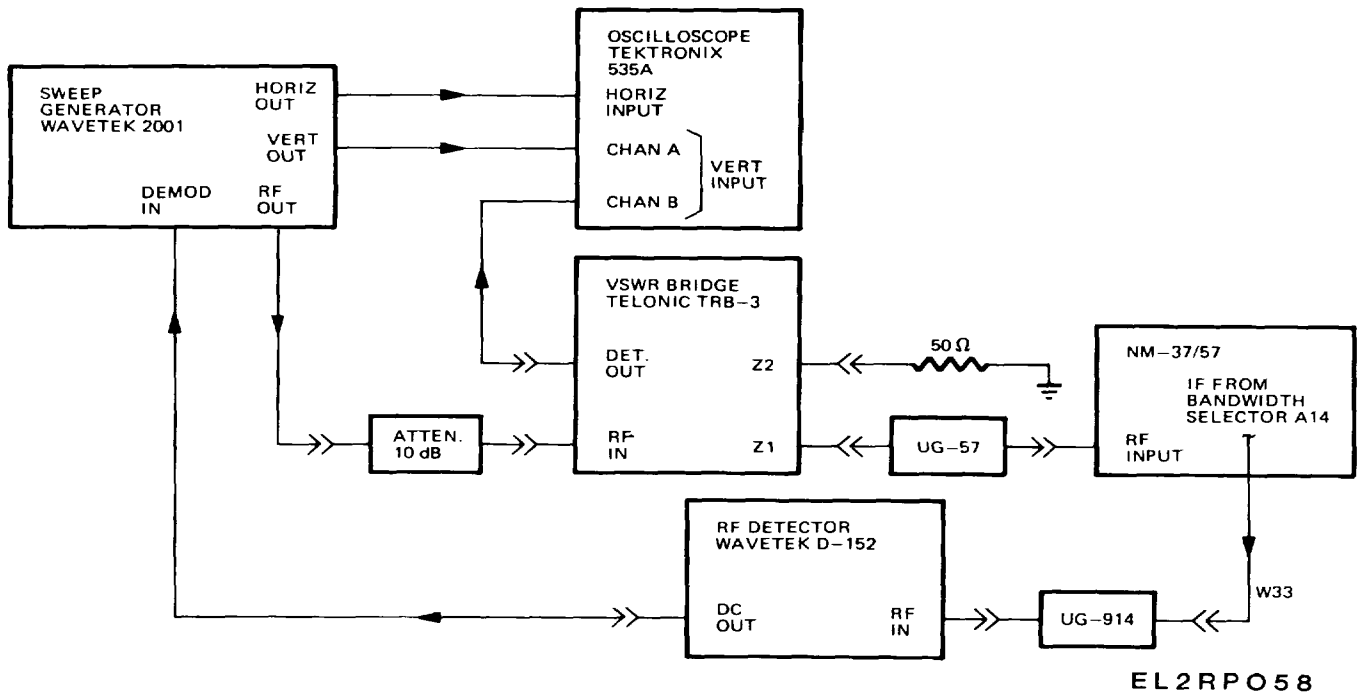 SWEEP
GENERATOR
WAVETEK 2001
HORIZ
OUT
VERT
OUT
DEMOD
IN
RF
OUT
OSCILLOSCOPE
TEKTRONIX
535A
HORIZ
INPUT
CHAN A
CHAN B
VERT
INPUT
VSWR BRIDGE
TELONIC TRB-3
DET.
OUT
Z2
RF
IN
Z1
ATTEN.
10 dB
50 Ω
UG-57
NM-37/57
IF FROM
BANDWIDTH
SELECTOR A14
RF
INPUT
RF DETECTOR
WAVETEK D-152
DC
OUT
RF
IN
UG-914
W33
EL2RPO58